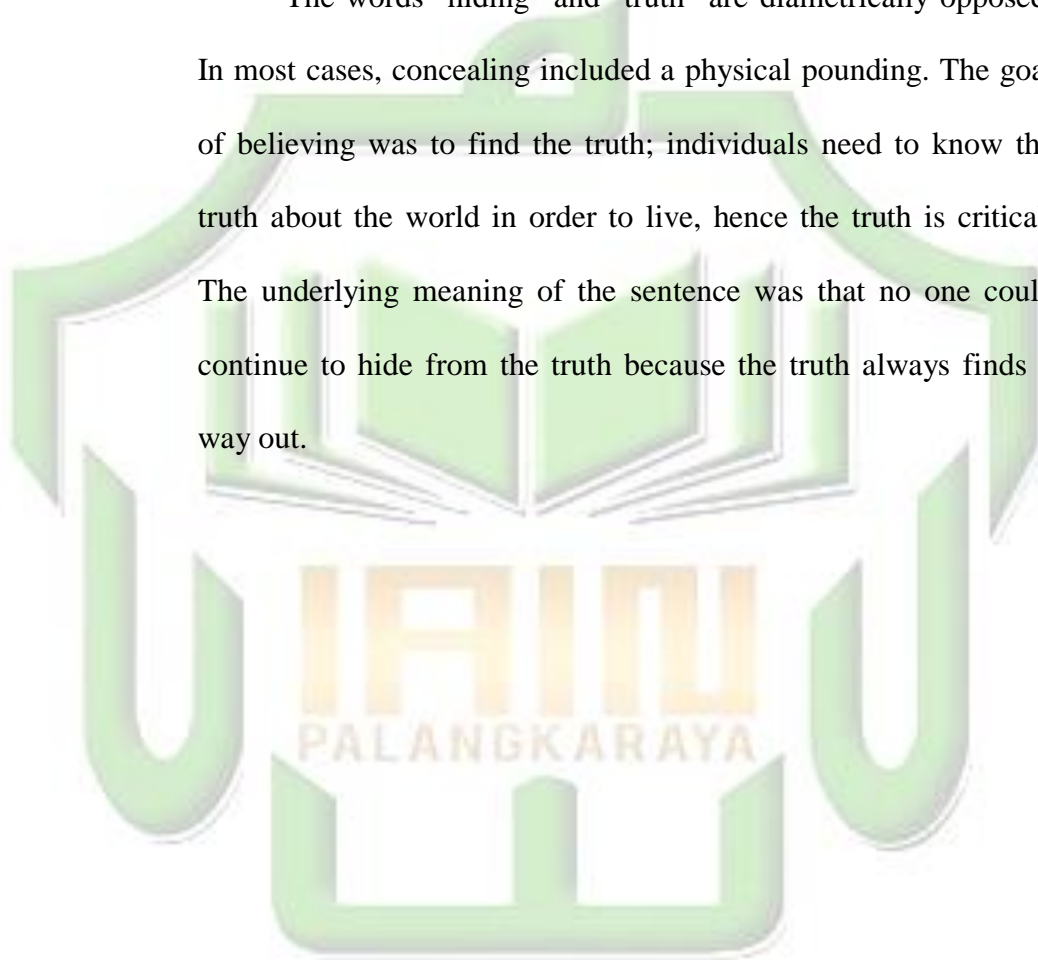 The words "hiding" and "truth" are diametrically opposed
In most cases, concealing included a physical pounding. The goa
of believing was to find the truth; individuals need to know th
truth about the world in order to live, hence the truth is critica
The underlying meaning of the sentence was that no one coul
continue to hide from the truth because the truth always finds
way out.
IAIN
PALANGKARAYA